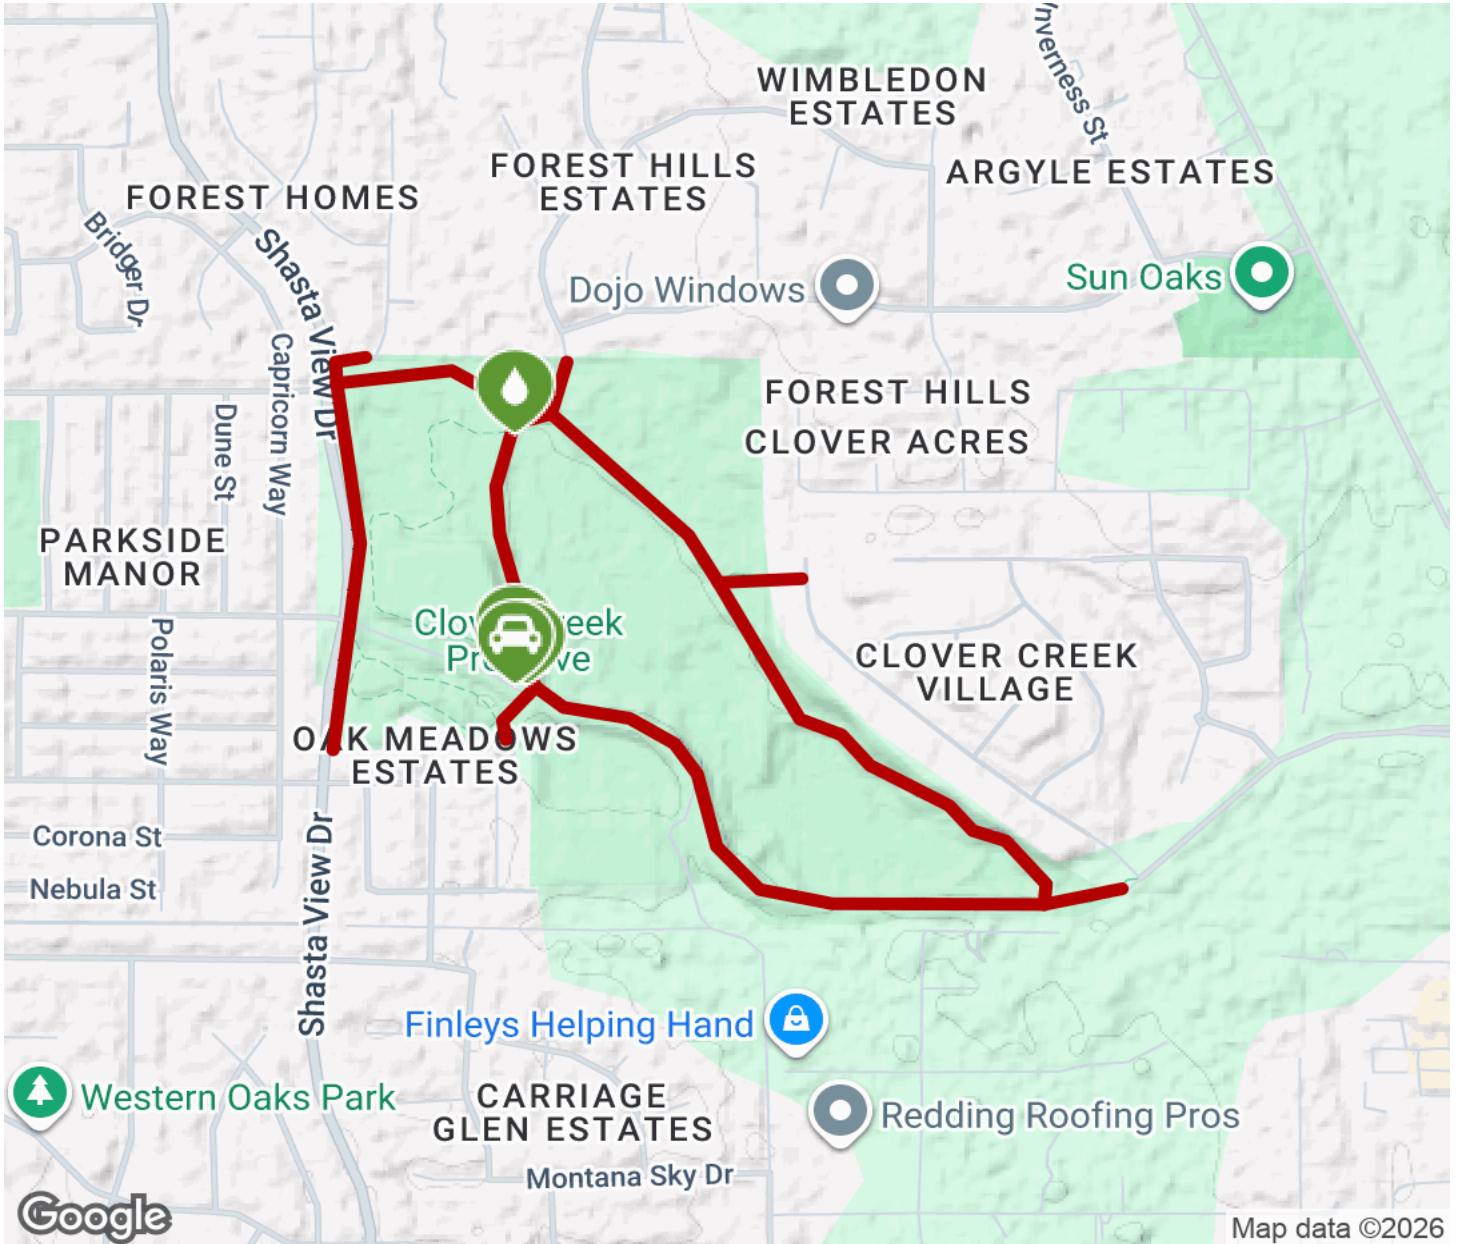 WIMBLEDON
ESTATES
Inverness St
FOREST HILLS
ESTATES
ARGYLE ESTATES
FOREST HOMES
Bridger Dr
Shasta View Dr
Dojo Windows
Sun Oaks
Capricorn Way
Dune St
FOREST HILLS
CLOVER ACRES
PARKSIDE
MANOR
Polaris Way
CLOVER CREEK
VILLAGE
OAK MEADOWS
ESTATES
Corona St
Nebula St
Shasta View Dr
Finleys Helping Hand
Western Oaks Park
CARRIAGE
GLEN ESTATES
Redding Roofing Pros
Montana Sky Dr
Google
Map data ©2026